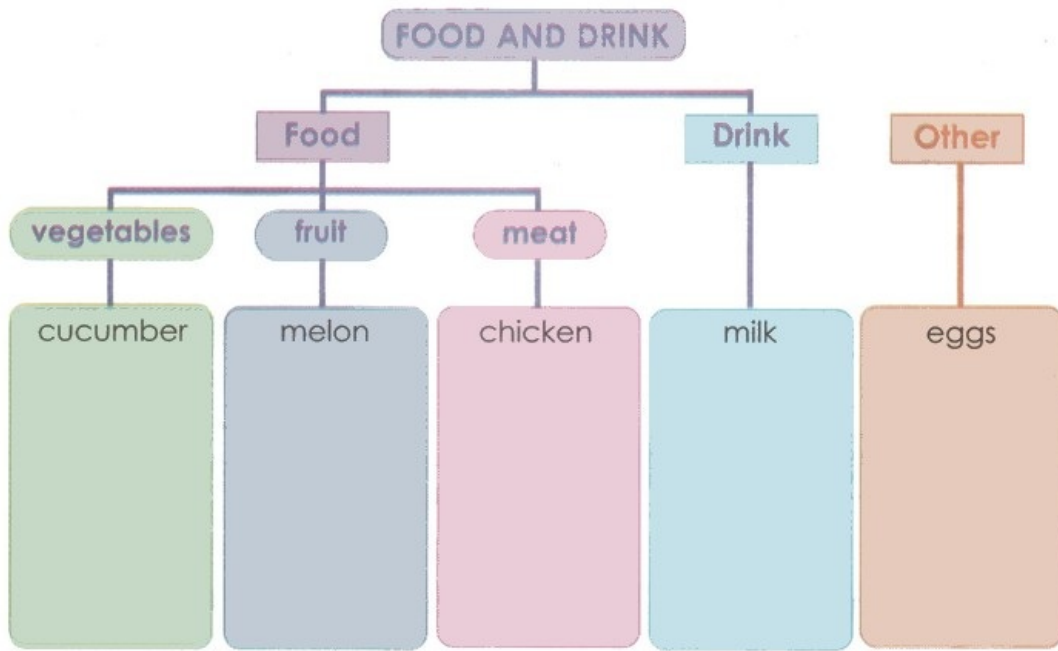 FOOD AND DRINK
Food
Drink
Other
vegetables
fruit
meat
cucumber
melon
chicken
milk
eggs